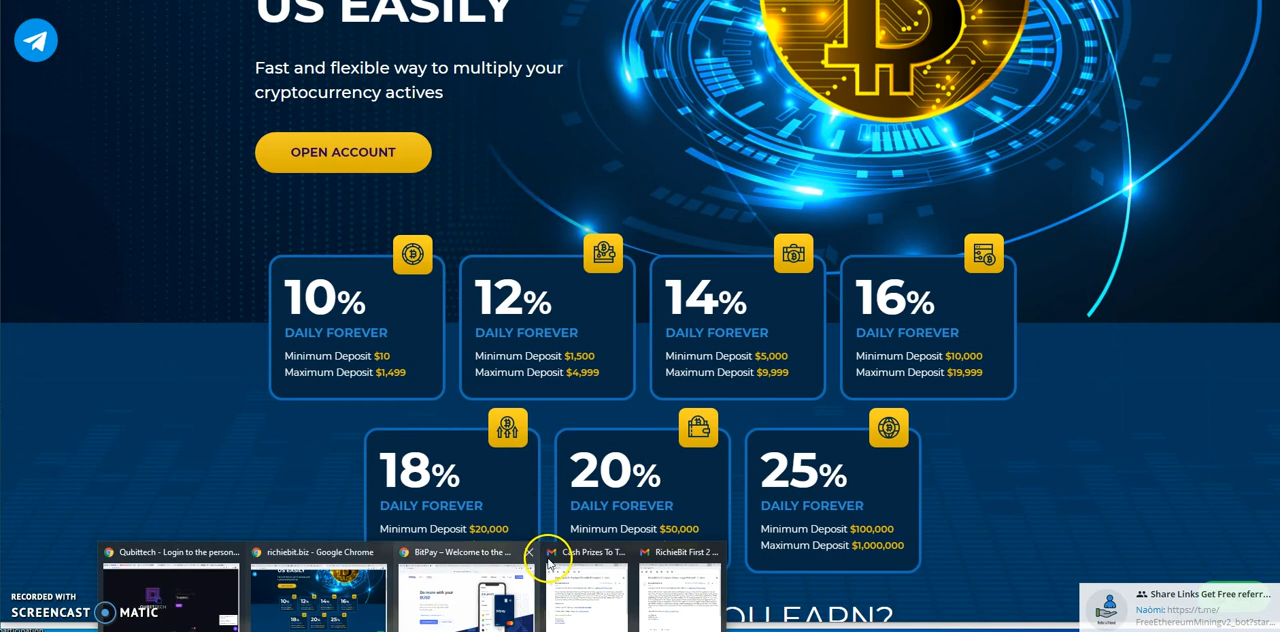 US EASILY
Fast and flexible way to multiply your
cryptocurrency actives
OPEN ACCOUNT
10%
DAILY FOREVER
Minimum Deposit $10
Maximum Deposit $1,499
12%
DAILY FOREVER
Minimum Deposit $1,500
Maximum Deposit $4,999
14%
DAILY FOREVER
Minimum Deposit $5,000
Maximum Deposit $9,999
16%
DAILY FOREVER
Minimum Deposit $10,000
Maximum Deposit $19,999
18%
DAILY FOREVER
Minimum Deposit $20,000
20%
DAILY FOREVER
Minimum Deposit $50,000
25%
DAILY FOREVER
Minimum Deposit $100,000
Maximum Deposit $1,000,000
Qubittech - Login to the person...
richiebit.biz - Google Chrome
BitPay – Welcome to the ...
Cash Prizes To T...
RichieBit First 2 ...
YOU EARN?
RECORDED WITH
SCREENCAST MATIC
Share Links Get Free referr...
Naömi: https://t.me/
FreeEthereumMiningv2_bot?star...